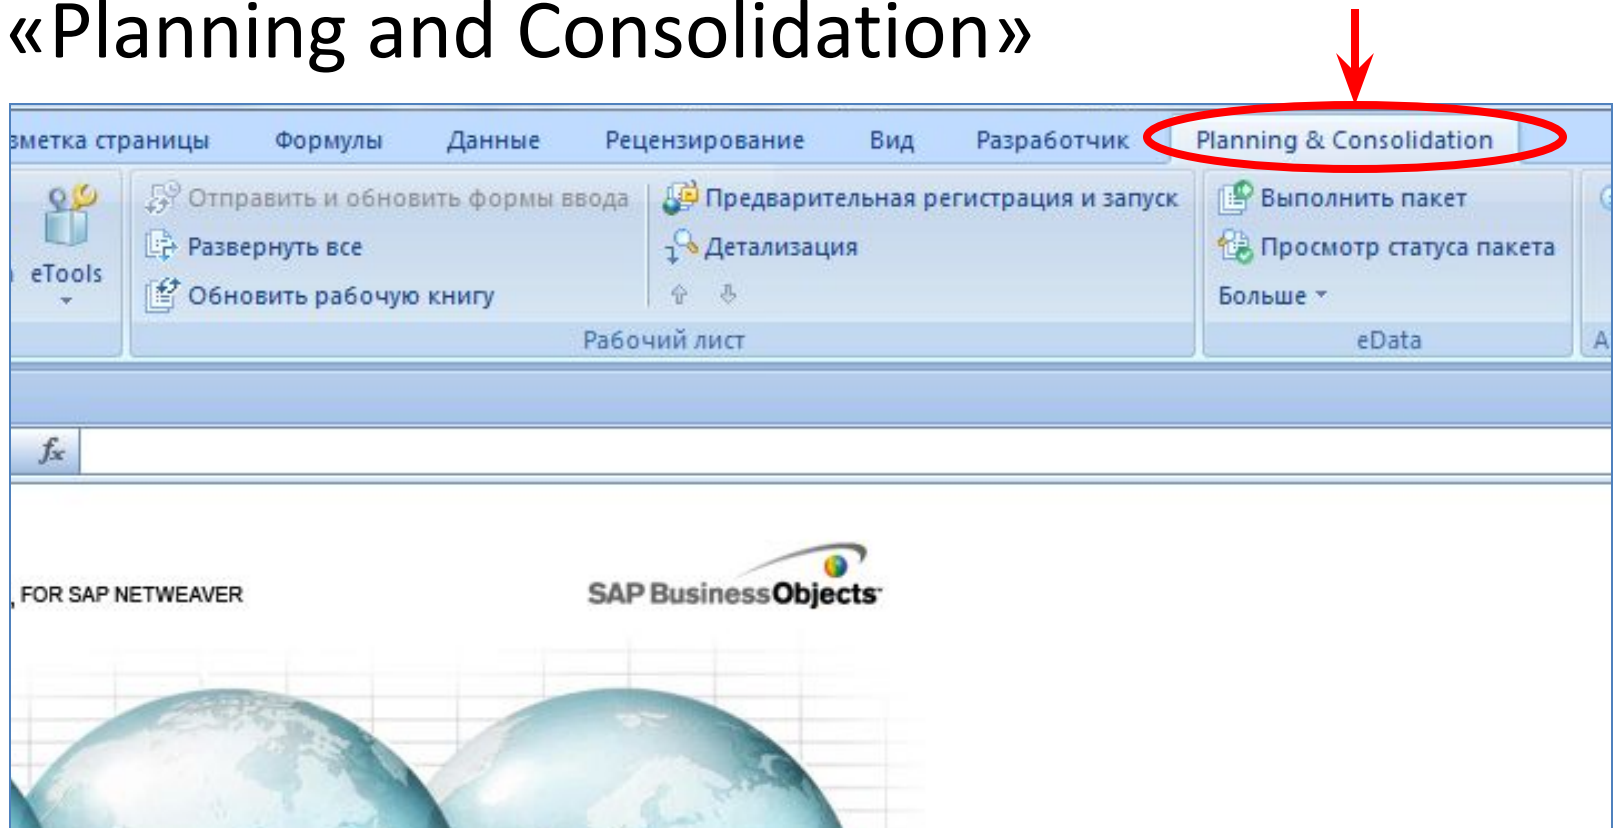 «Planning and Consolidation»
зметка страницы Формулы Данные Рецензирование Вид Разработчик Planning & Consolidation
Отправить и обновить формы ввода Предварительная регистрация и запуск Выполнить пакет
Развернуть все Детализация Просмотр статуса пакета
eTools
Обновить рабочую книгу Больше
Рабочий лист eData А
fx
, FOR SAP NETWEAVER SAP BusinessObjects